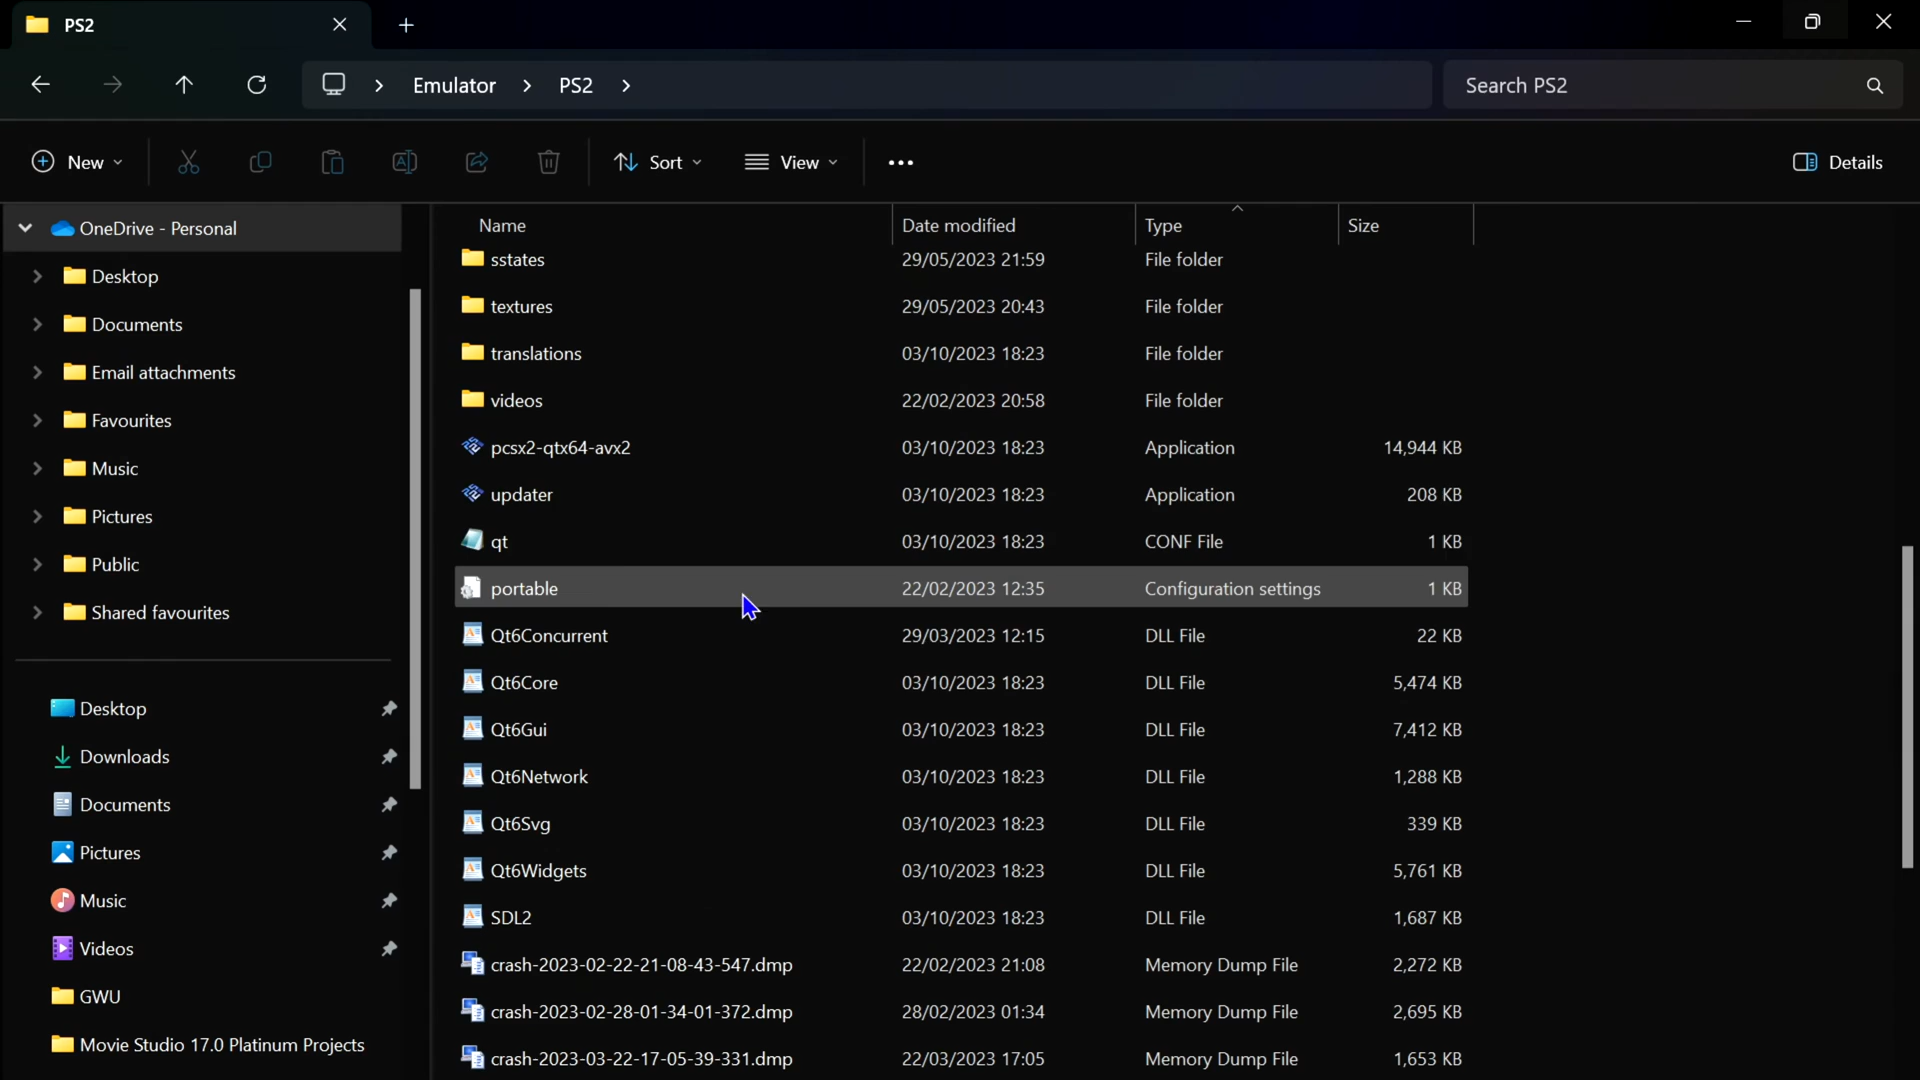 PS2
Emulator PS2
Search PS2
New
Sort
View
Details
OneDrive - Personal
Desktop
Documents
Email attachments
Favourites
Music
Pictures
Public
Shared favourites
Desktop
Downloads
Documents
Pictures
Music
Videos
GWU
Movie Studio 17.0 Platinum Projects
Name Date modified Type Size
sstates 29/05/2023 21:59 File folder
textures 29/05/2023 20:43 File folder
translations 03/10/2023 18:23 File folder
videos 22/02/2023 20:58 File folder
pcsx2-qtx64-avx2 03/10/2023 18:23 Application 14,944 KB
updater 03/10/2023 18:23 Application 208 KB
qt 03/10/2023 18:23 CONF File 1 KB
portable 22/02/2023 12:35 Configuration settings 1 KB
Qt6Concurrent 29/03/2023 12:15 DLL File 22 KB
Qt6Core 03/10/2023 18:23 DLL File 5,474 KB
Qt6Gui 03/10/2023 18:23 DLL File 7,412 KB
Qt6Network 03/10/2023 18:23 DLL File 1,288 KB
Qt6Svg 03/10/2023 18:23 DLL File 339 KB
Qt6Widgets 03/10/2023 18:23 DLL File 5,761 KB
SDL2 03/10/2023 18:23 DLL File 1,687 KB
crash-2023-02-22-21-08-43-547.dmp 22/02/2023 21:08 Memory Dump File 2,272 KB
crash-2023-02-28-01-34-01-372.dmp 28/02/2023 01:34 Memory Dump File 2,695 KB
crash-2023-03-22-17-05-39-331.dmp 22/03/2023 17:05 Memory Dump File 1,653 KB